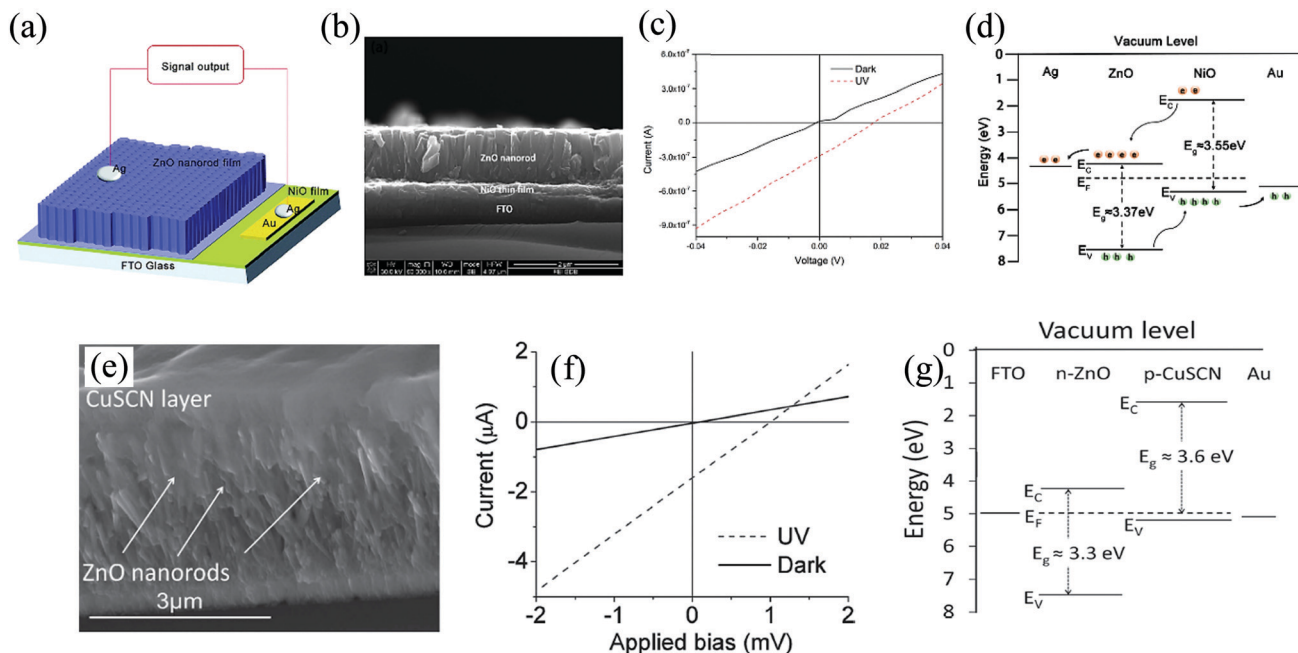 (a)
Signal output
Ag
ZnO nanorod film
NiO film
Ag
Au
FTO Glass
(b)
(a)
ZnO nanorod
NiO thin film
FTO
2 µm
(c)
6.0x10⁻⁷
3.0x10⁻⁷
0.0
-3.0x10⁻⁷
-6.0x10⁻⁷
-9.0x10⁻⁷
Current (A)
Dark
UV
-0.04 -0.02 0.00 0.02 0.04
Voltage (V)
(d)
Vacuum Level
0
1
2
3
4
5
6
7
8
Energy (eV)
Ag ZnO NiO Au
e e
E_C
E_g≈3.55eV
e e
e e e e
E_C
E_F
E_V
h h h h
h h
E_g≈3.37eV
E_V
h h h
(e)
CuSCN layer
ZnO nanorods
3µm
(f)
2
0
-2
-4
Current (µA)
UV
Dark
-2 -1 0 1 2
Applied bias (mV)
(g)
Vacuum level
0
1
2
3
4
5
6
7
8
Energy (eV)
FTO n-ZnO p-CuSCN Au
E_C
E_g ≈ 3.6 eV
E_C
E_F
E_V
E_g ≈ 3.3 eV
E_V